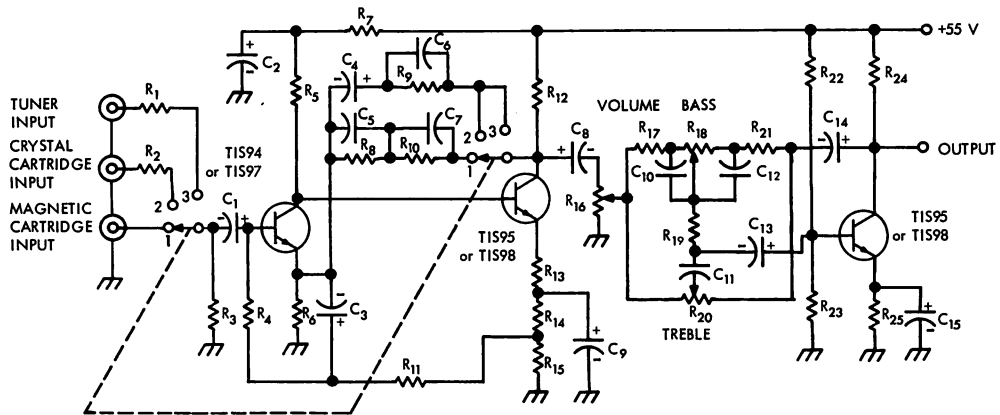 R7
+55 V
C6
C2
C4
R9
R5
R12
R22
R24
TUNER
INPUT
R1
2
3
VOLUME BASS
C14
C5
C7
C8
R17
R18
R21
CRYSTAL
CARTRIDGE
INPUT
R2
TIS94
or TIS97
R8
R10
1
OUTPUT
C10
C12
2
3
R16
MAGNETIC
CARTRIDGE
INPUT
C1
1
R19
C13
TIS95
or TIS98
TIS95
or TIS98
R13
C11
R3
R4
R6
C3
R14
R20
R23
R25
C15
TREBLE
C9
R11
R15
+
-